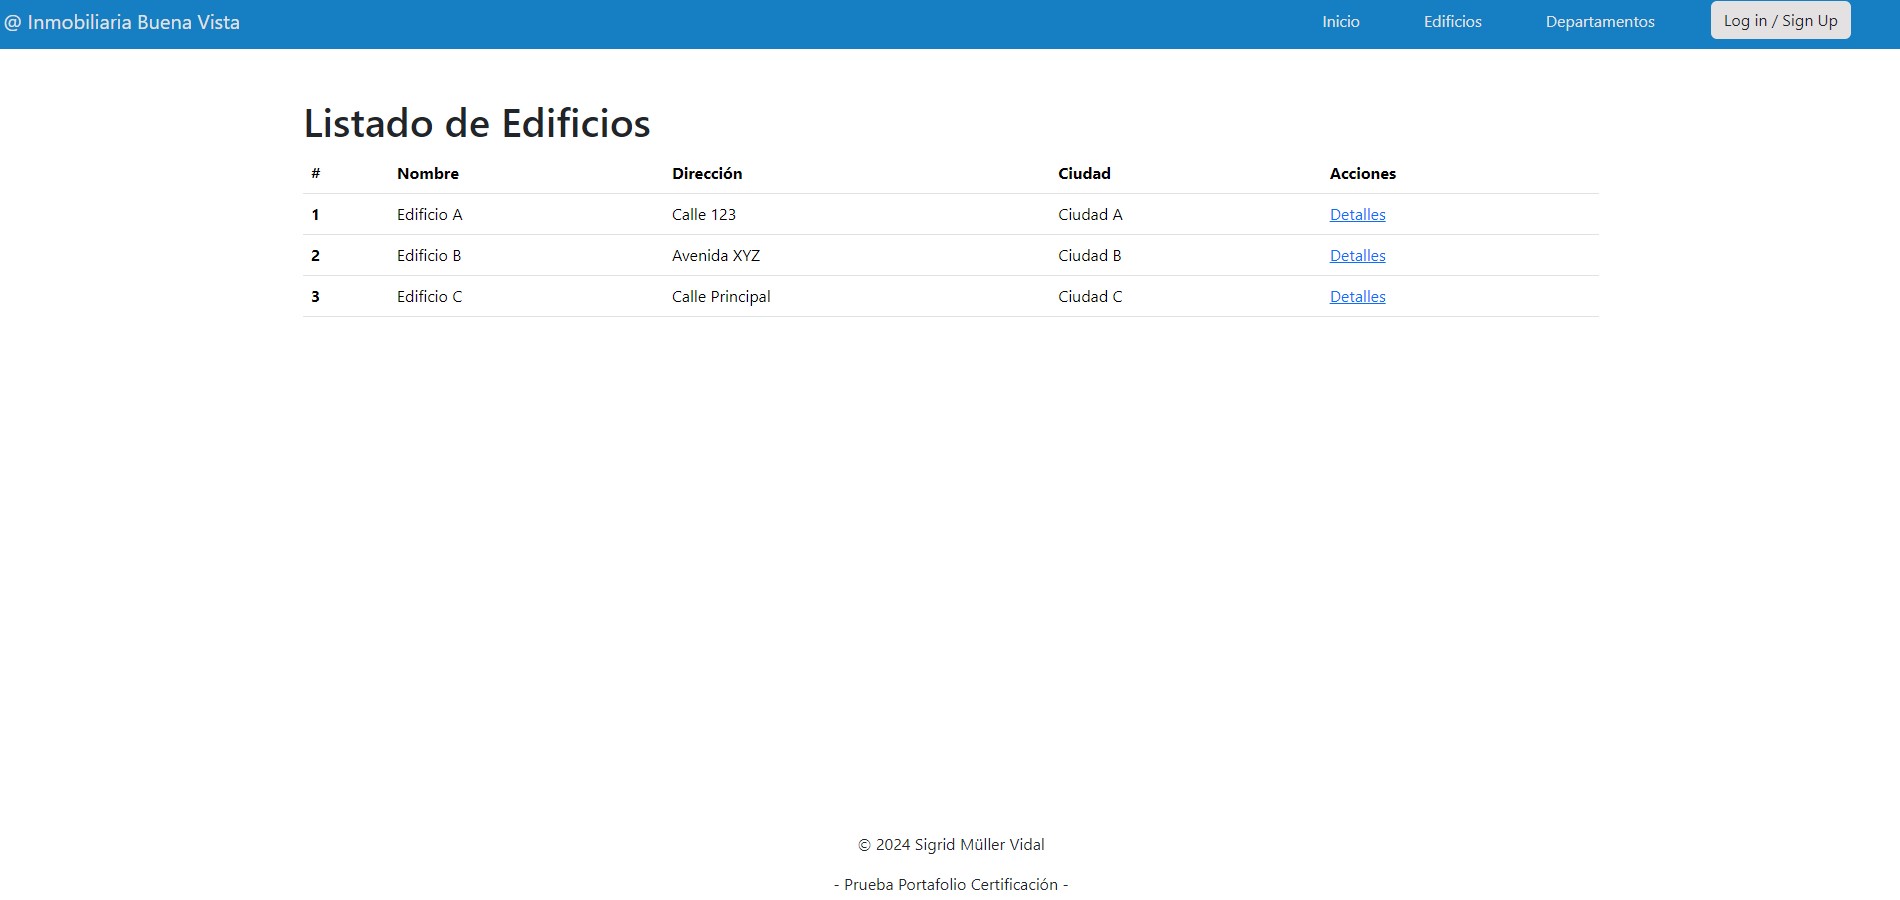 @ Inmobiliaria Buena Vista Inicio Edificios Departamentos Log in / Sign Up
Listado de Edificios
# Nombre Dirección Ciudad Acciones
1 Edificio A Calle 123 Ciudad A Detalles
2 Edificio B Avenida XYZ Ciudad B Detalles
3 Edificio C Calle Principal Ciudad C Detalles
© 2024 Sigrid Müller Vidal
- Prueba Portafolio Certificación -